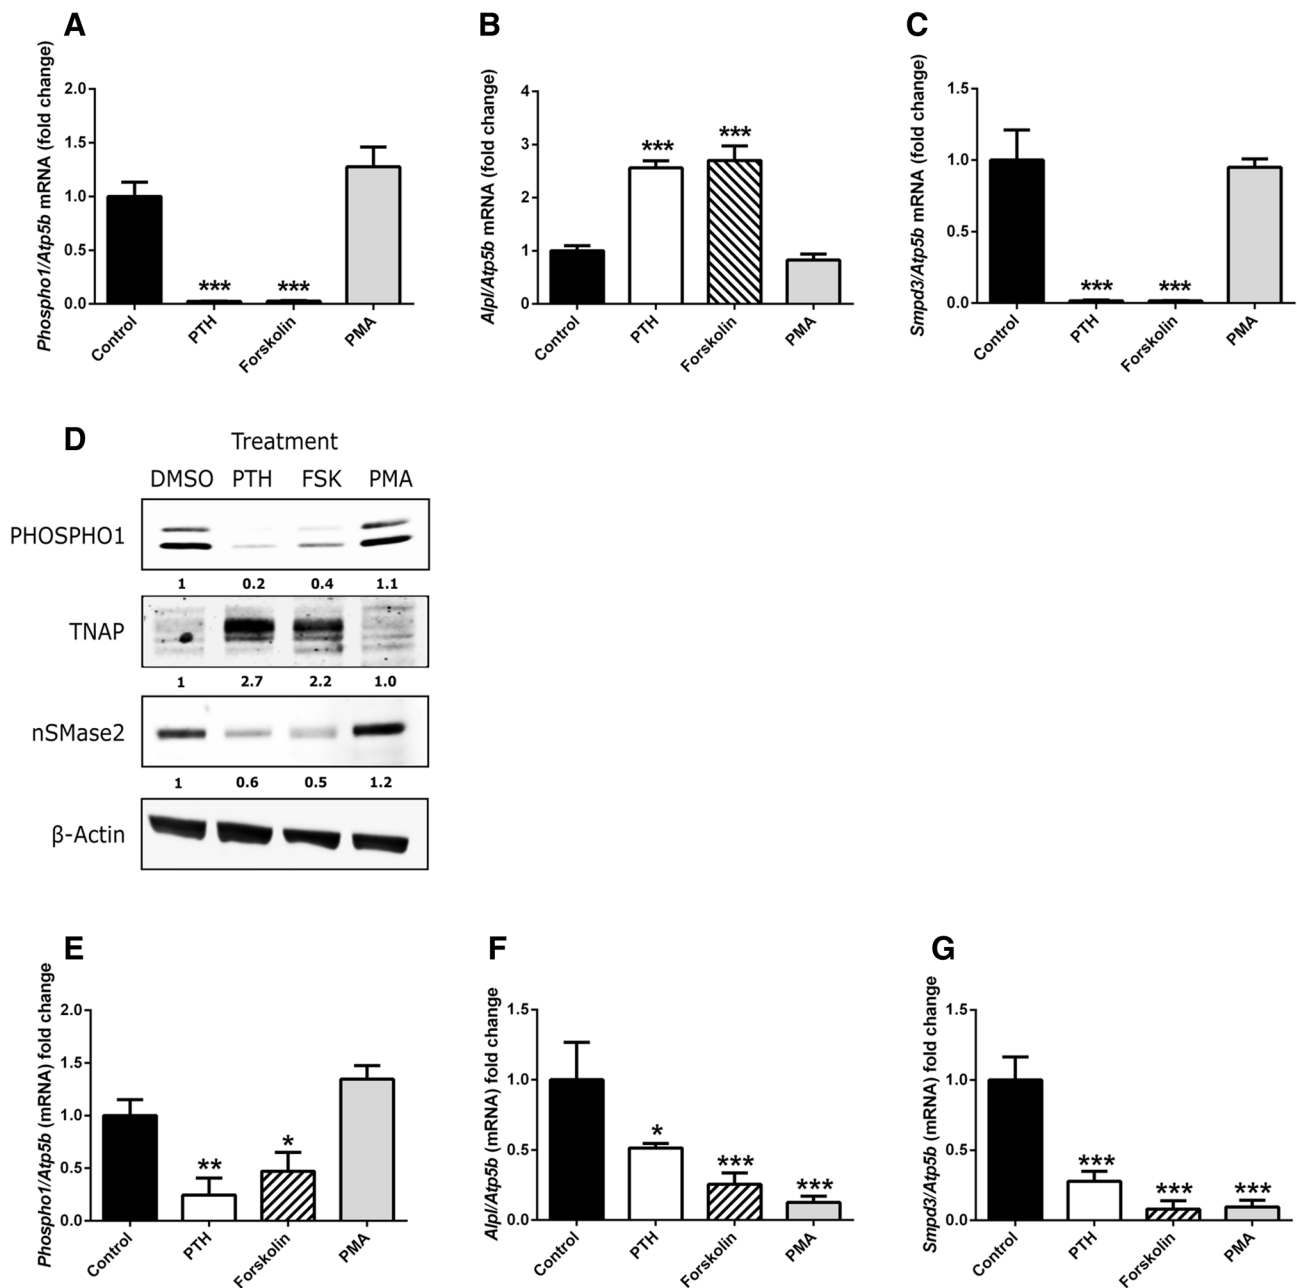 A
Phospho1/Atp5b mRNA (fold change)
2.0
1.5
1.0
0.5
0.0
***
***
Control
PTH
Forskolin
PMA
B
Alpl/Atp5b mRNA (fold change)
4
3
2
1
0
***
***
Control
PTH
Forskolin
PMA
C
Smpd3/Atp5b mRNA (fold change)
1.5
1.0
0.5
0.0
***
***
Control
PTH
Forskolin
PMA
D
Treatment
DMSO PTH FSK PMA
PHOSPHO1
1 0.2 0.4 1.1
TNAP
1 2.7 2.2 1.0
nSMase2
1 0.6 0.5 1.2
β-Actin
E
Phospho1/Atp5b (mRNA) fold change
2.0
1.5
1.0
0.5
0.0
**
*
Control
PTH
Forskolin
PMA
F
Alpl/Atp5b (mRNA) fold change
1.5
1.0
0.5
0.0
*
***
***
Control
PTH
Forskolin
PMA
G
Smpd3/Atp5b (mRNA) fold change
1.5
1.0
0.5
0.0
***
***
***
Control
PTH
Forskolin
PMA